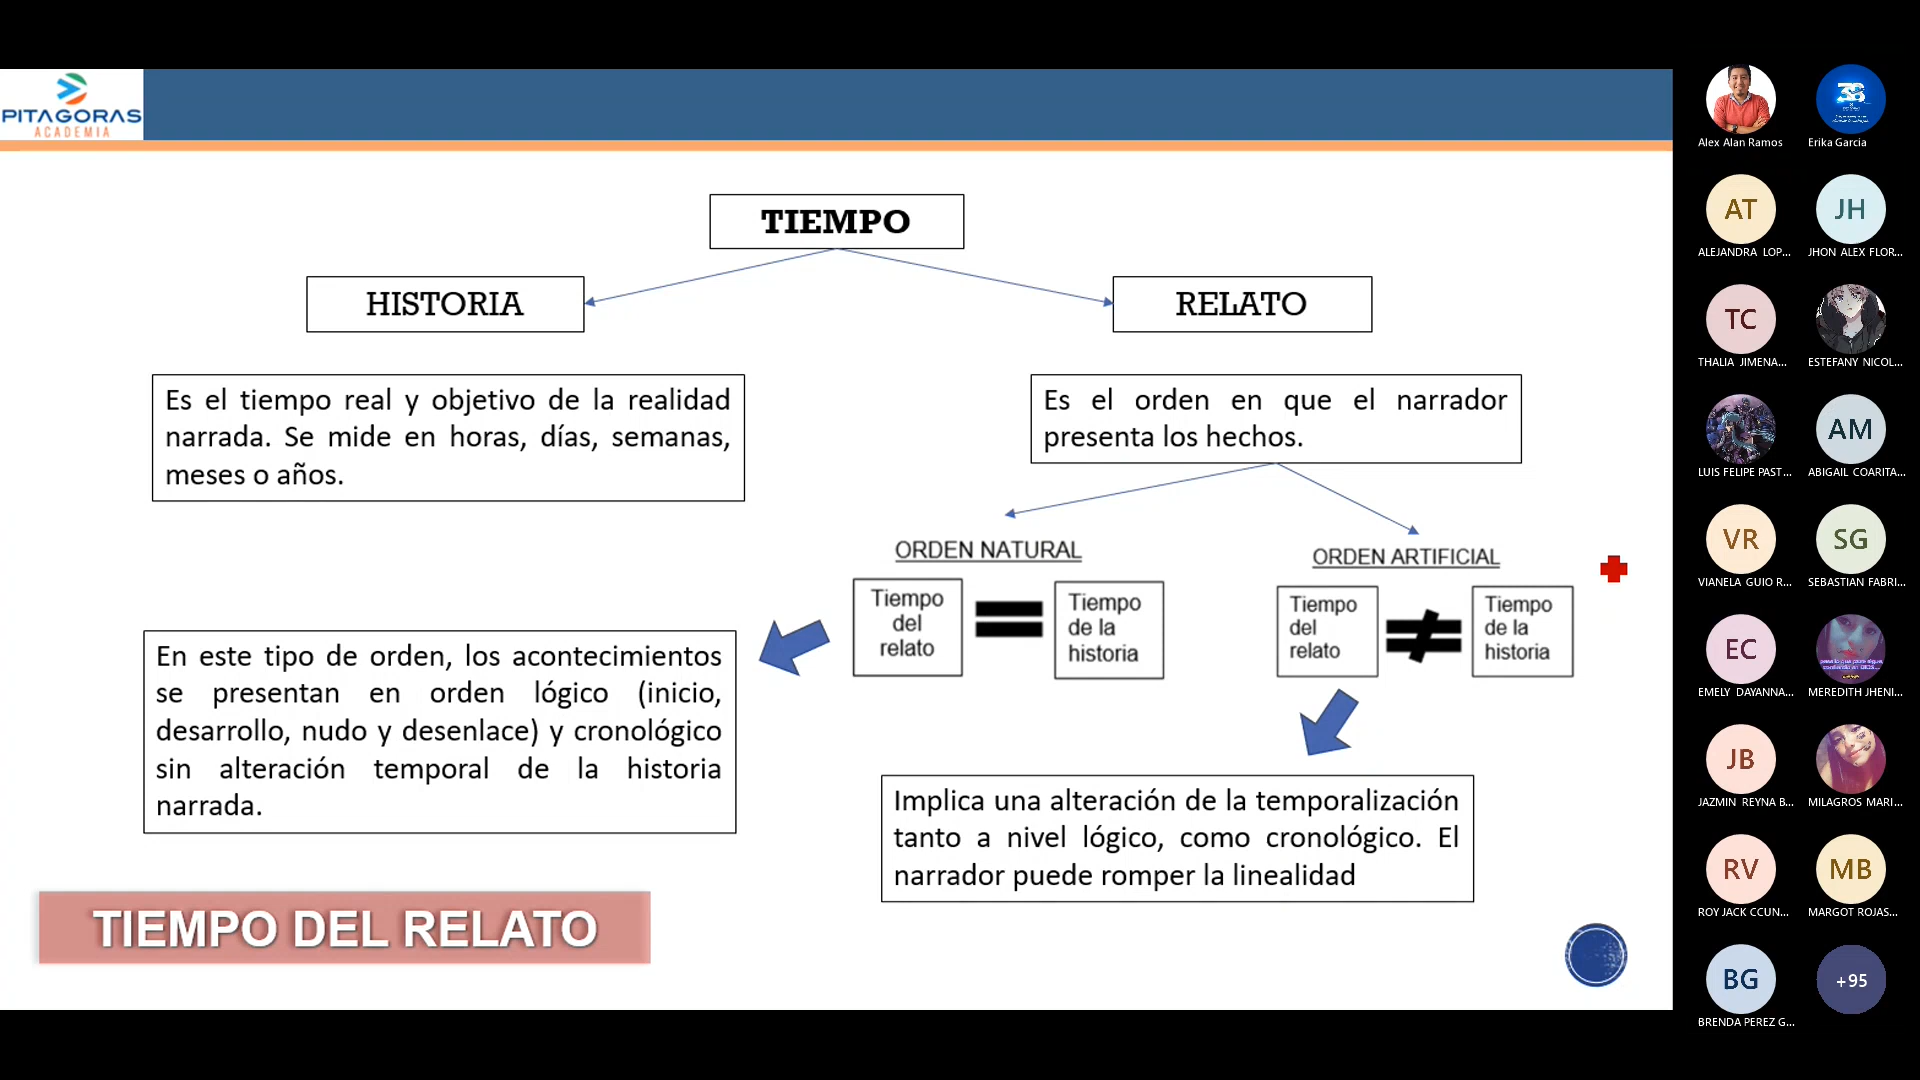 PITAGORAS
ACADEMIA
TIEMPO
HISTORIA
RELATO
Es el tiempo real y objetivo de la realidad
narrada. Se mide en horas, días, semanas,
meses o años.
Es el orden en que el narrador
presenta los hechos.
ORDEN NATURAL
Tiempo
del
relato
Tiempo
de la
historia
ORDEN ARTIFICIAL
Tiempo
del
relato
Tiempo
de la
historia
En este tipo de orden, los acontecimientos
se presentan en orden lógico (inicio,
desarrollo, nudo y desenlace) y cronológico
sin alteración temporal de la historia
narrada.
Implica una alteración de la temporalización
tanto a nivel lógico, como cronológico. El
narrador puede romper la linealidad
TIEMPO DEL RELATO
Alex Alan Ramos
38
Erika Garcia
AT
ALEJANDRA LOP...
JH
JHON ALEX FLOR...
TC
THALIA JIMENA...
ESTEFANY NICOL...
LUIS FELIPE PAST...
AM
ABIGAIL COARITA...
VR
VIANELA GUIO R...
SG
SEBASTIAN FABRI...
EC
EMELY DAYANNA...
MEREDITH JHENI...
JB
JAZMIN REYNA B...
MILAGROS MARI...
RV
ROY JACK CCUN...
MB
MARGOT ROJAS...
BG
BRENDA PEREZ G...
+95